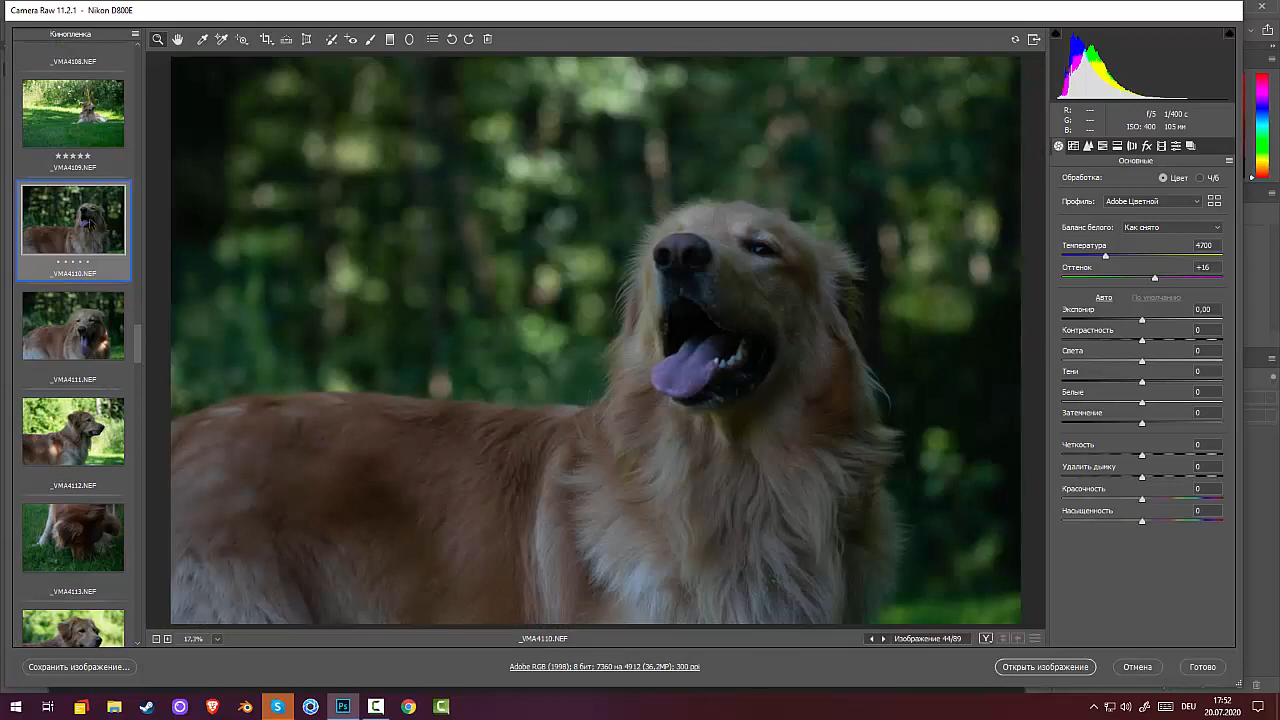 Camera Raw 11.2.1 - Nikon D800E
Кинопленка
_VMA4108.NEF
_VMA4109.NEF
_VMA4110.NEF
_VMA4111.NEF
_VMA4112.NEF
_VMA4113.NEF
R: ---
G: ---
B: ---
f/5 1/400 с
ISO: 400 105 мм
Основные
Обработка: Цвет Ч/б
Профиль: Adobe Цветной
Баланс белого: Как снято
Температура 4700
Оттенок +16
Авто По умолчанию
Экспонир 0,00
Контрастность 0
Света 0
Тени 0
Белые 0
Затемнение 0
Четкость 0
Удалить дымку 0
Красочность 0
Насыщенность 0
17,3% _VMA4110.NEF Изображение 44/89 Y
Сохранить изображение... Adobe RGB (1998); 8 бит; 7360 на 4912 (36,2MP); 300 ppi Открыть изображение Отмена Готово
DEU 17:52
20.07.2020